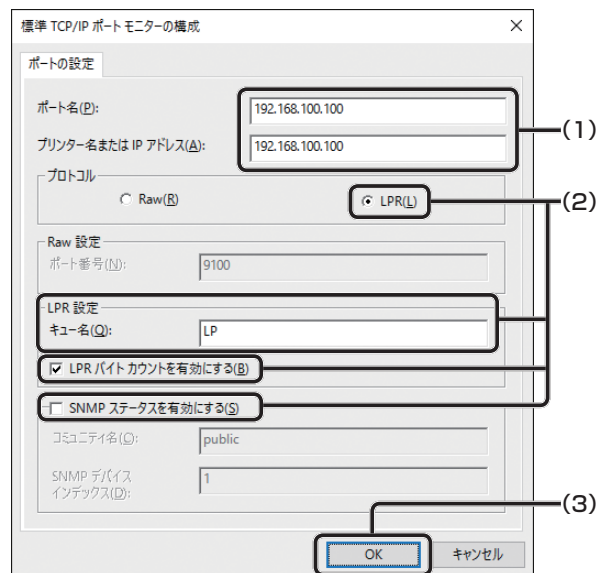 標準 TCP/IP ポート モニターの構成
ポートの設定
ポート名(P):
192.168.100.100
(1)
プリンター名または IP アドレス(A):
192.168.100.100
プロトコル
Raw(R)
LPR(L)
(2)
Raw 設定
ポート番号(N):
9100
LPR 設定
キュー名(Q):
LP
LPR バイト カウントを有効にする(B)
SNMP ステータスを有効にする(S)
コミュニティ名(C):
public
SNMP デバイス
インデックス(D):
1
(3)
OK
キャンセル